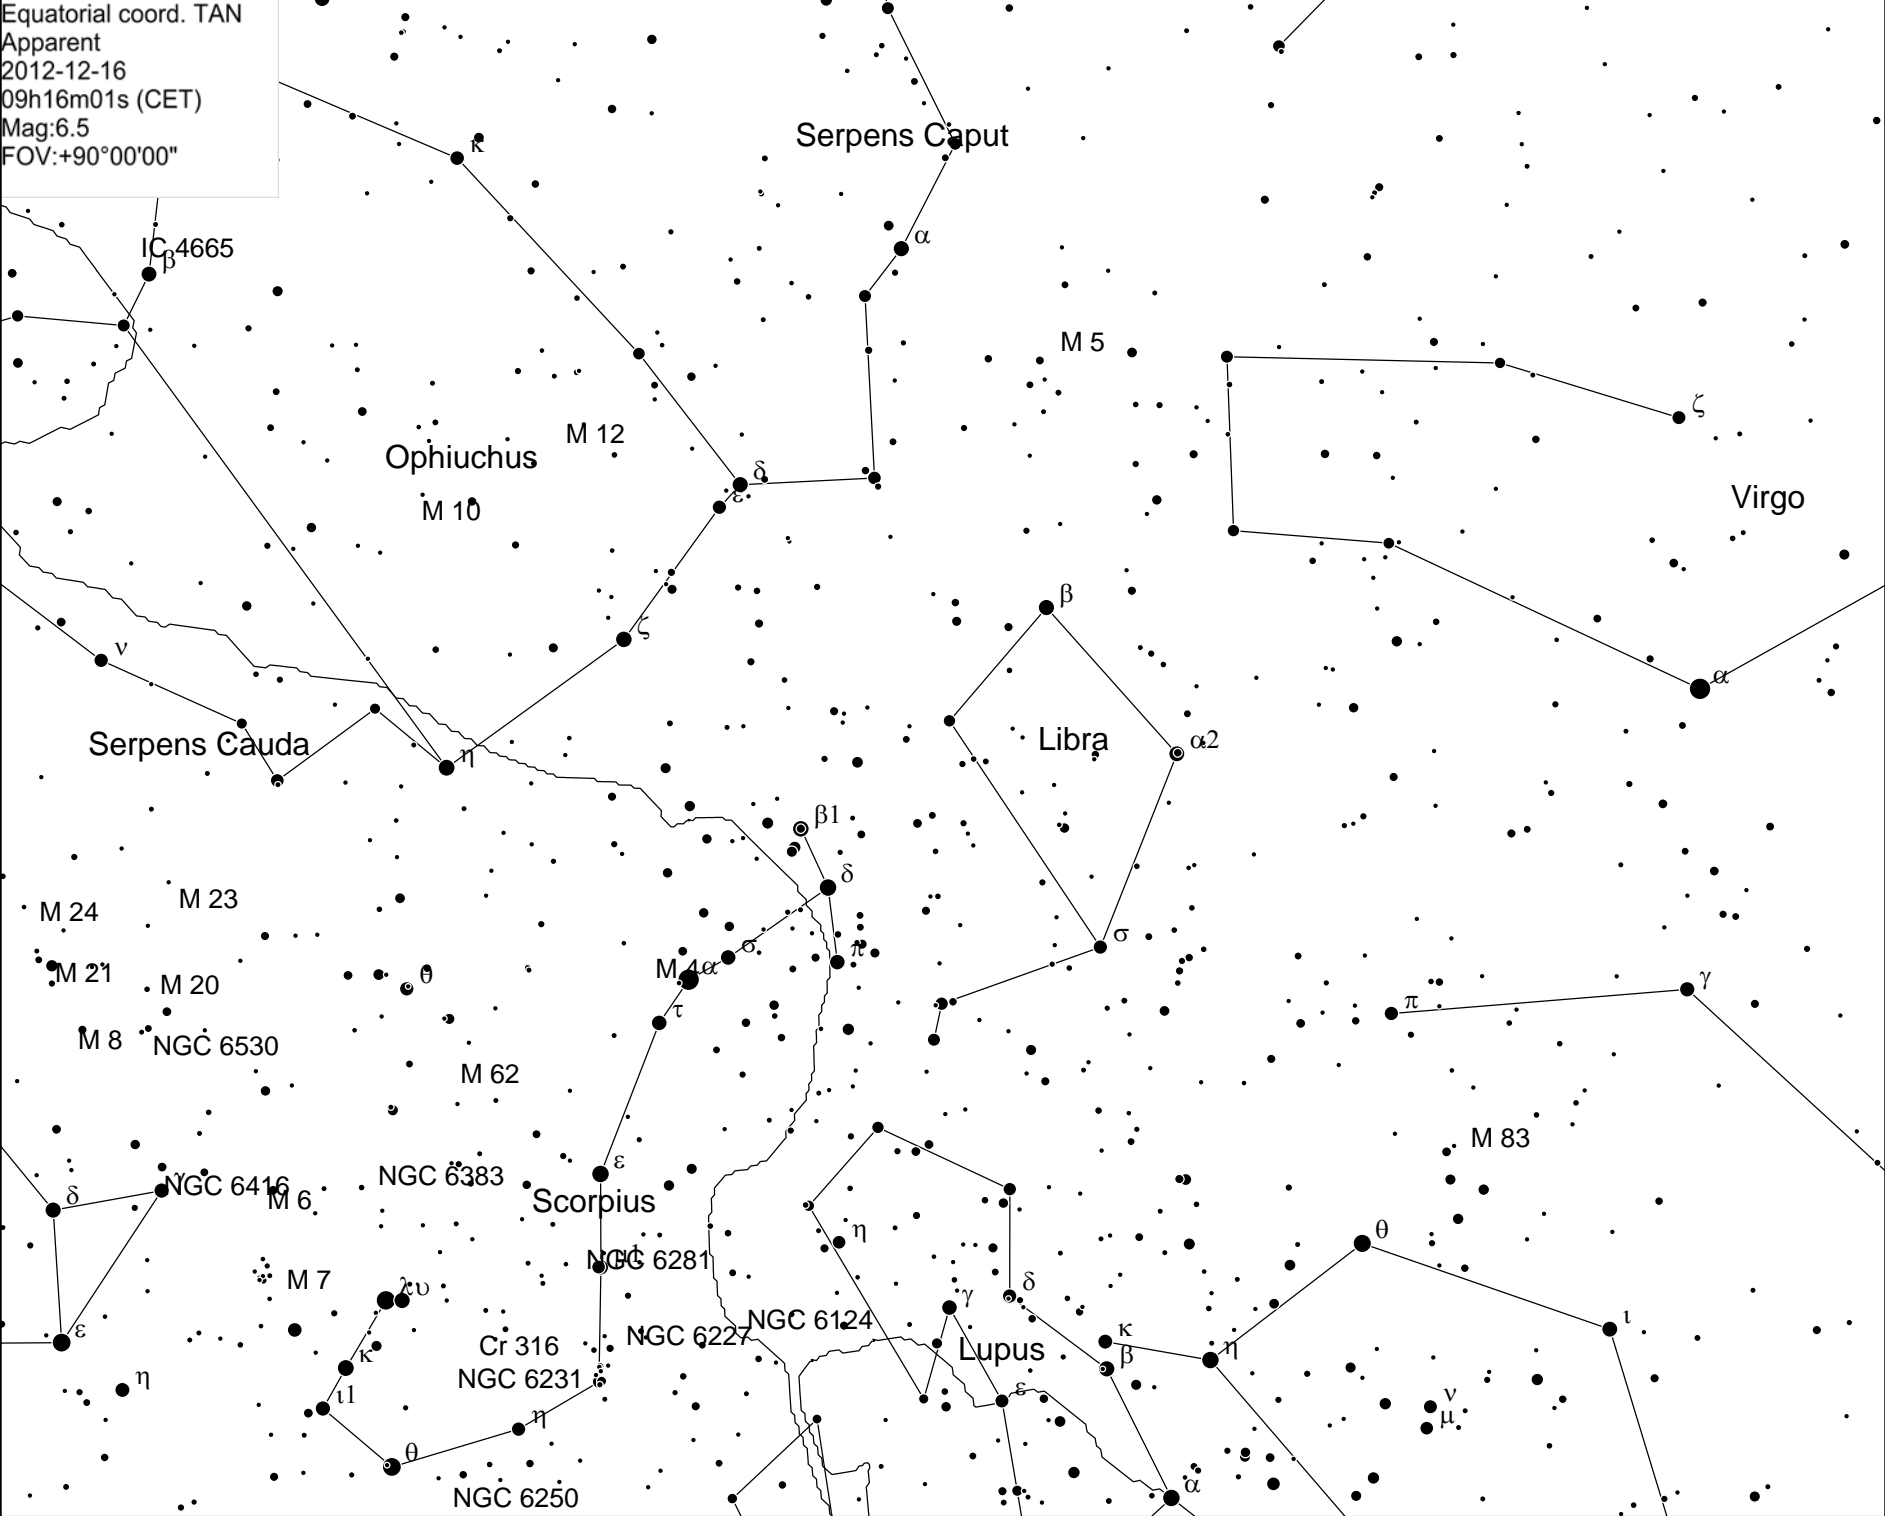 Equatorial coord. TAN
Apparent
2012-12-16
09h16m01s (CET)
Mag:6.5
FOV:+90°00'00"
κ
Serpens Caput
α
IC 4665
β
M 5
ζ
M 12
Ophiuchus
δ
ε
M 10
Virgo
β
ζ
ν
α
Serpens Cauda
η
Libra
α2
β1
δ
M 23
M 24
σ
σ
π
M 4
α
θ
M 21
M 20
γ
π
τ
M 8
NGC 6530
M 62
M 83
ε
NGC 6383
γ
NGC 6416
M 6
δ
Scorpius
η
θ
NGC 6281
μ1
M 7
λ
υ
δ
γ
NGC 6124
ι
ε
NGC 6227
κ
Cr 316
Lupus
β
η
κ
NGC 6231
η
ι1
ε
ν
μ
η
θ
α
NGC 6250